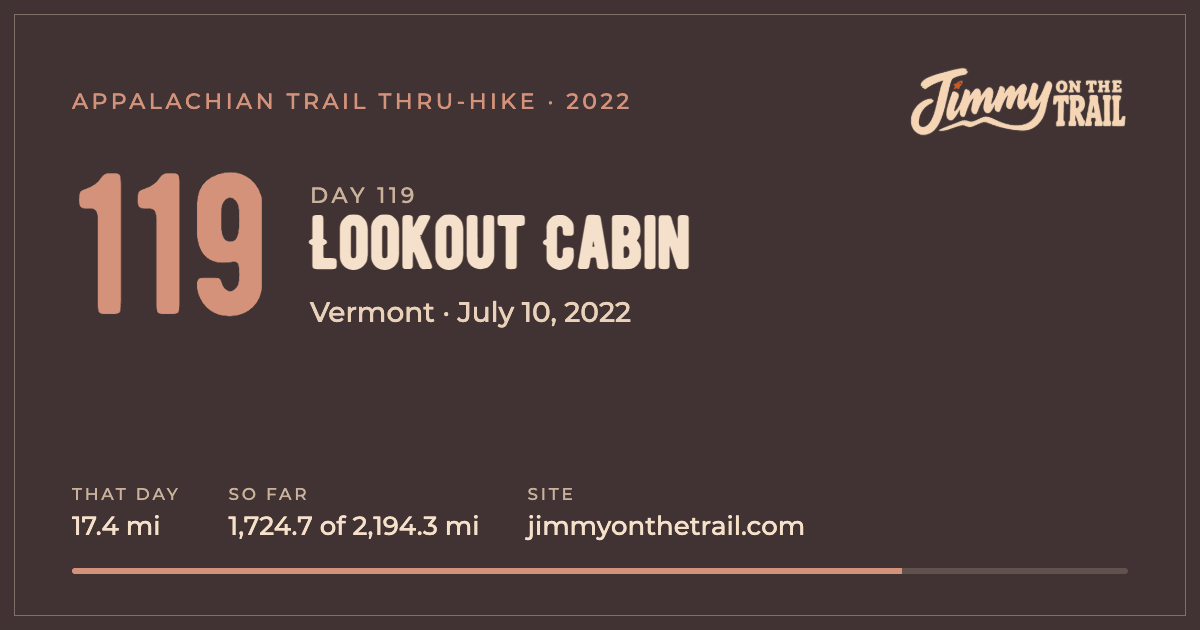 APPALACHIAN TRAIL THRU-HIKE · 2022
Jimmy ON THE TRAIL
119
DAY 119
LOOKOUT CABIN
Vermont · July 10, 2022
THAT DAY
17.4 mi
SO FAR
1,724.7 of 2,194.3 mi
SITE
jimmyonthetrail.com